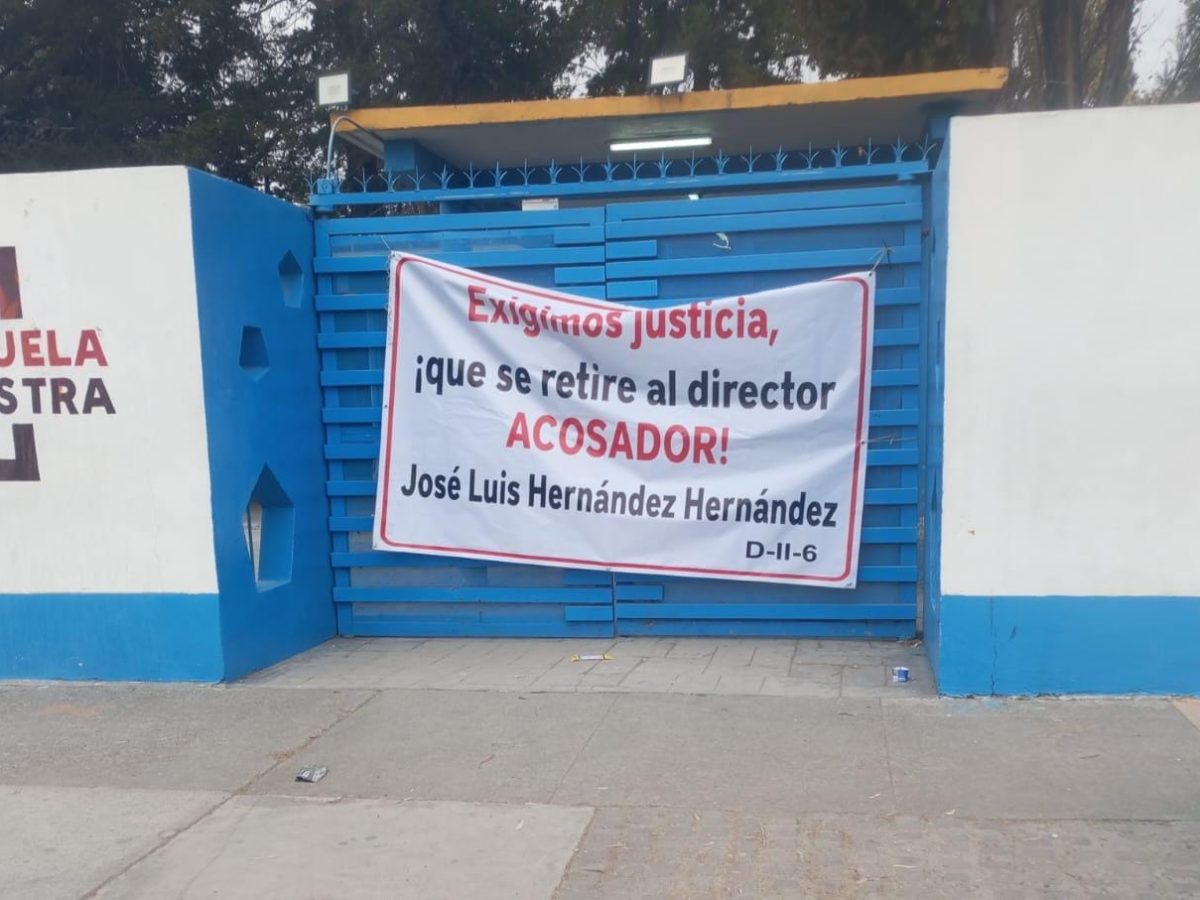 UELA
STRA
Exigimos justicia,
¡que se retire al director
ACOSADOR!
José Luis Hernández Hernández
D-II-6